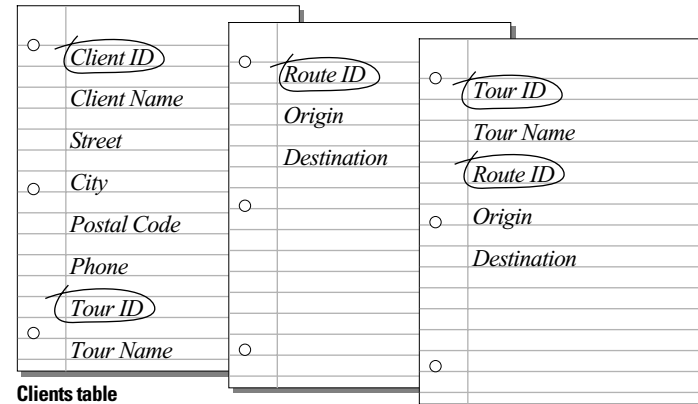 Client ID
Client Name
Street
City
Postal Code
Phone
Tour ID
Tour Name
Clients table
Route ID
Origin
Destination
Tour ID
Tour Name
Route ID
Origin
Destination